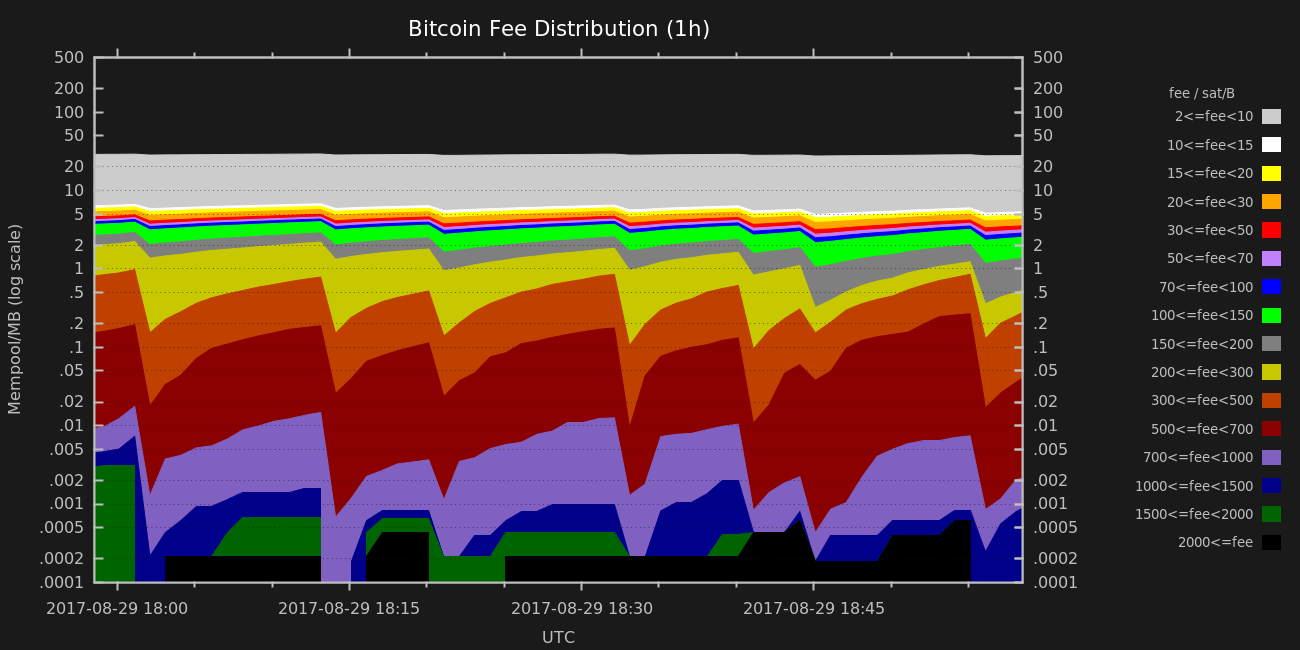 Bitcoin Fee Distribution (1h)
Mempool/MB (log scale)
500
200
100
50
20
10
5
2
1
.5
.2
.1
.05
.02
.01
.005
.002
.001
.0005
.0002
.0001
500
200
100
50
20
10
5
2
1
.5
.2
.1
.05
.02
.01
.005
.002
.001
.0005
.0002
.0001
2017-08-29 18:00 2017-08-29 18:15 2017-08-29 18:30 2017-08-29 18:45
UTC
fee / sat/B
2<=fee<10
10<=fee<15
15<=fee<20
20<=fee<30
30<=fee<50
50<=fee<70
70<=fee<100
100<=fee<150
150<=fee<200
200<=fee<300
300<=fee<500
500<=fee<700
700<=fee<1000
1000<=fee<1500
1500<=fee<2000
2000<=fee